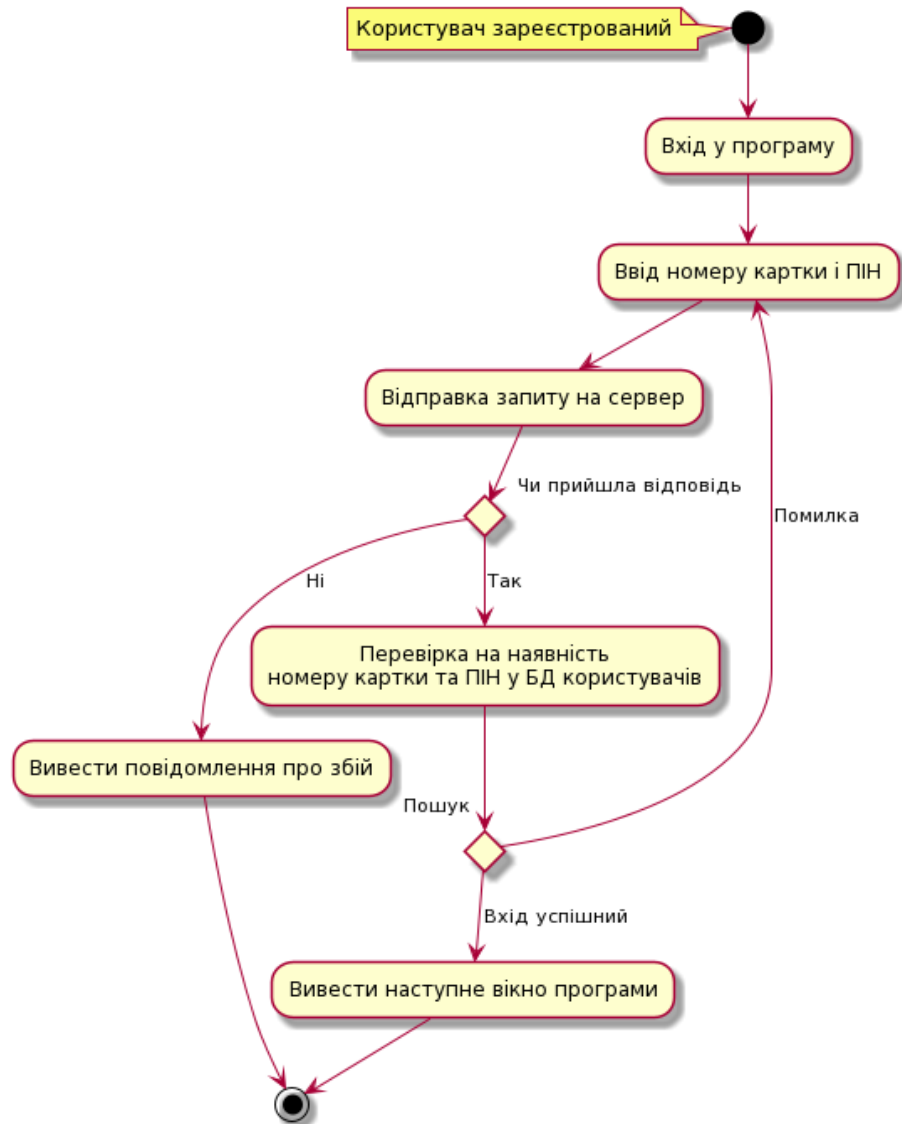 Користувач зареєстрований
Вхід у програму
Ввід номеру картки і ПІН
Відправка запиту на сервер
Чи прийшла відповідь
Помилка
Ні
Так
Перевірка на наявність
номеру картки та ПІН у БД користувачів
Вивести повідомлення про збій
Пошук
Вхід успішний
Вивести наступне вікно програми